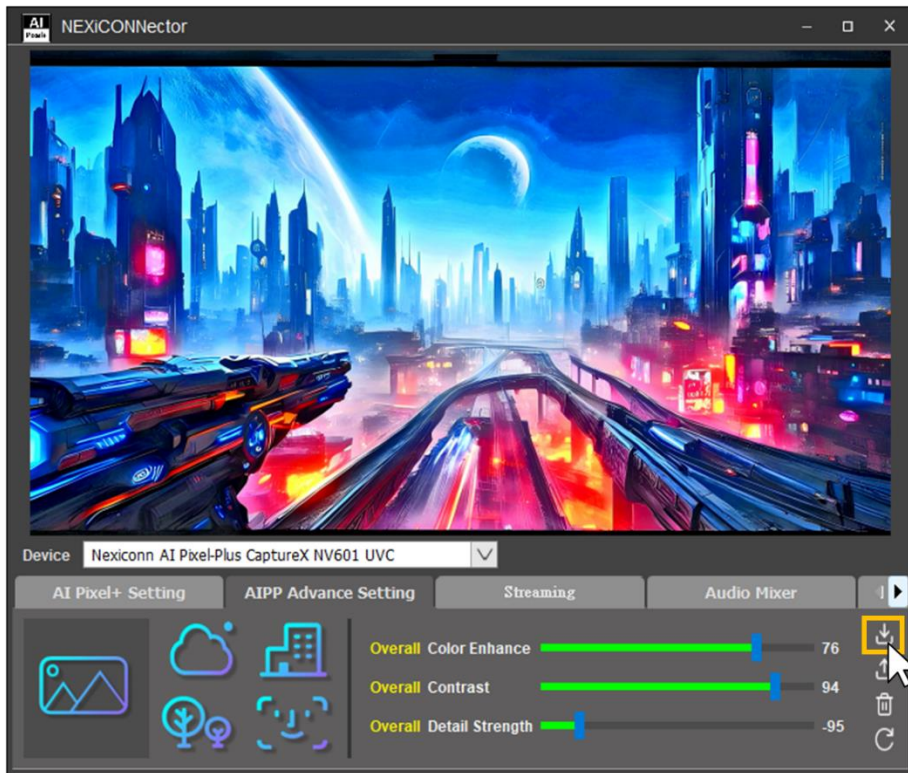 AI
Pixels
NEXiCONNector
Device
Nexiconn AI Pixel-Plus CaptureX NV601 UVC
AI Pixel+ Setting
AIPP Advance Setting
Streaming
Audio Mixer
Overall Color Enhance 76
Overall Contrast 94
Overall Detail Strength -95